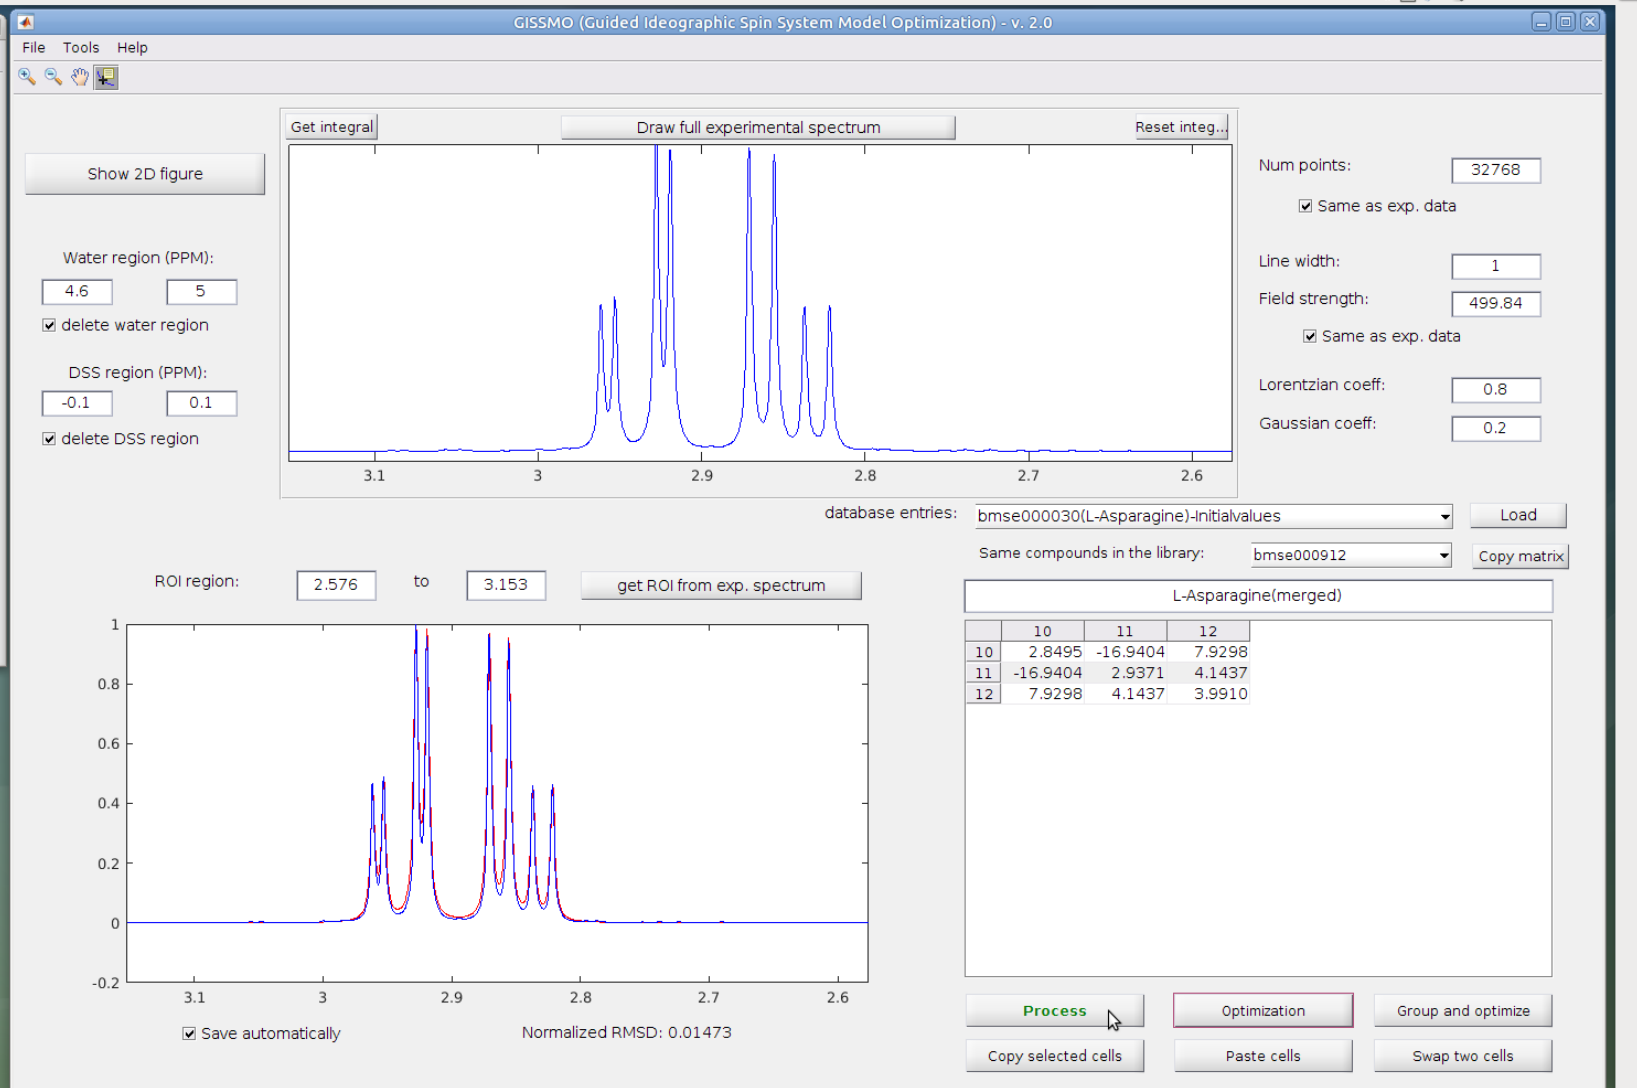 GISSMO (Guided Ideographic Spin System Model Optimization) - v. 2.0
File Tools Help
Get integral Draw full experimental spectrum Reset integ...
Show 2D figure
Num points: 32768
Same as exp. data
Water region (PPM):
4.6 5
delete water region
Line width: 1
Field strength: 499.84
Same as exp. data
DSS region (PPM):
-0.1 0.1
delete DSS region
Lorentzian coeff: 0.8
Gaussian coeff: 0.2
3.1 3 2.9 2.8 2.7 2.6
database entries: bmse000030(L-Asparagine)-Initialvalues Load
Same compounds in the library: bmse000912 Copy matrix
ROI region: 2.576 to 3.153 get ROI from exp. spectrum
L-Asparagine(merged)
10 11 12
10 2.8495 -16.9404 7.9298
11 -16.9404 2.9371 4.1437
12 7.9298 4.1437 3.9910
1
0.8
0.6
0.4
0.2
0
-0.2
3.1 3 2.9 2.8 2.7 2.6
Save automatically Normalized RMSD: 0.01473
Process Optimization Group and optimize
Copy selected cells Paste cells Swap two cells